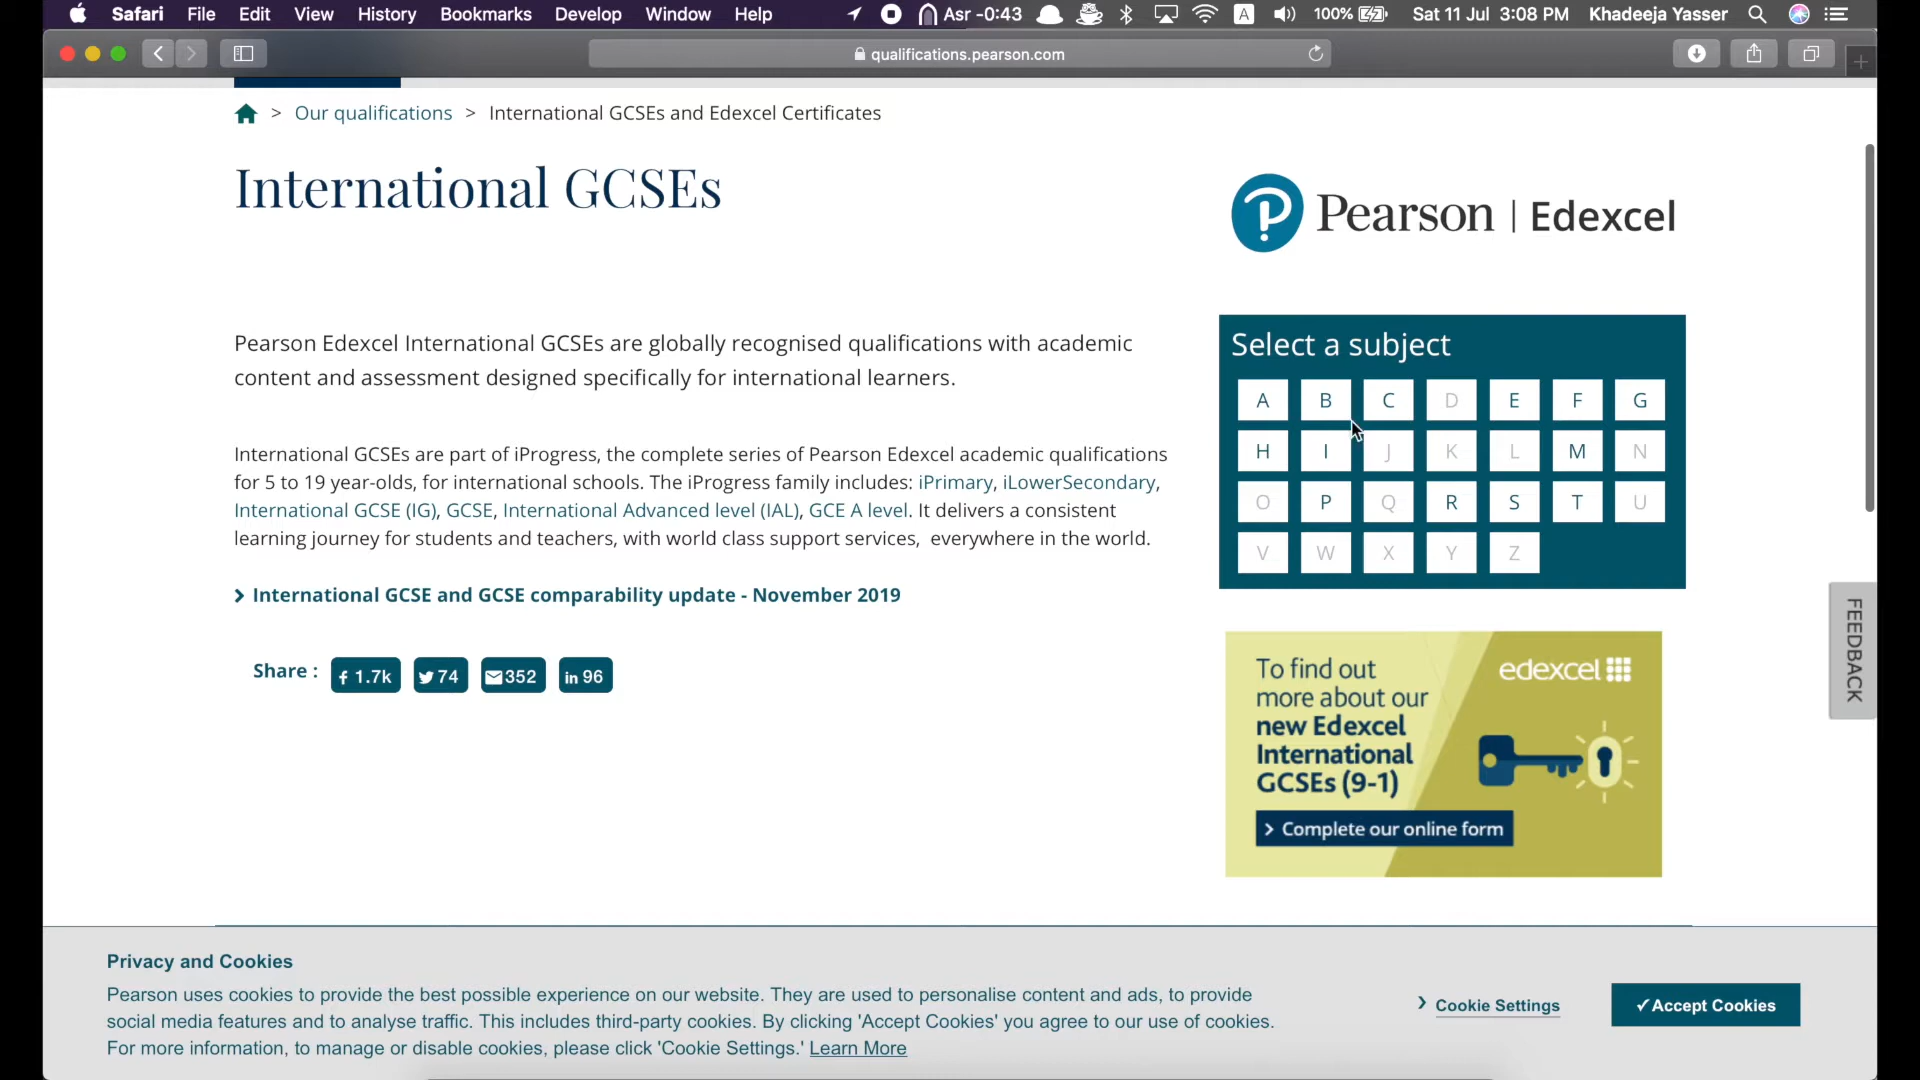 Safari File Edit View History Bookmarks Develop Window Help Asr -0:43 A 100% Sat 11 Jul 3:08 PM Khadeeja Yasser
qualifications.pearson.com
> Our qualifications > International GCSEs and Edexcel Certificates
International GCSEs
Pearson | Edexcel
Pearson Edexcel International GCSEs are globally recognised qualifications with academic
content and assessment designed specifically for international learners.
International GCSEs are part of iProgress, the complete series of Pearson Edexcel academic qualifications
for 5 to 19 year-olds, for international schools. The iProgress family includes: iPrimary, iLowerSecondary,
International GCSE (IG), GCSE, International Advanced level (IAL), GCE A level. It delivers a consistent
learning journey for students and teachers, with world class support services, everywhere in the world.
International GCSE and GCSE comparability update - November 2019
Share : f 1.7k 74 352 in 96
Select a subject
A B C D E F G
H I J K L M N
O P Q R S T U
V W X Y Z
To find out
more about our
new Edexcel
International
GCSEs (9-1)
> Complete our online form
edexcel
FEEDBACK
Privacy and Cookies
Pearson uses cookies to provide the best possible experience on our website. They are used to personalise content and ads, to provide
social media features and to analyse traffic. This includes third-party cookies. By clicking 'Accept Cookies' you agree to our use of cookies.
For more information, to manage or disable cookies, please click 'Cookie Settings.' Learn More
Cookie Settings
✓Accept Cookies